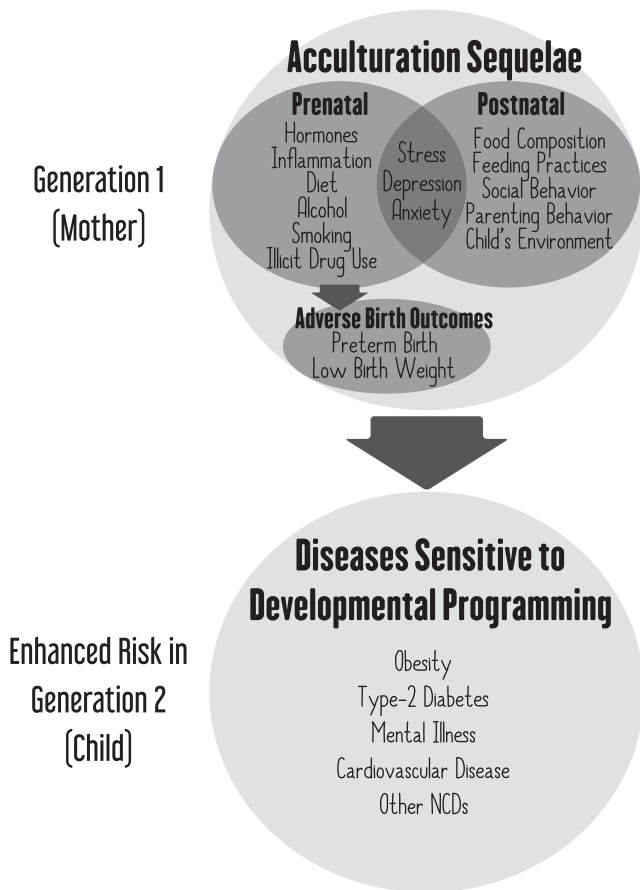 Acculturation Sequelae
Generation 1
(Mother)
Prenatal
Hormones
Inflammation
Diet
Alcohol
Smoking
Illicit Drug Use
Stress
Depression
Anxiety
Postnatal
Food Composition
Feeding Practices
Social Behavior
Parenting Behavior
Child's Environment
Adverse Birth Outcomes
Preterm Birth
Low Birth Weight
Enhanced Risk in
Generation 2
(Child)
Diseases Sensitive to
Developmental Programming
Obesity
Type-2 Diabetes
Mental Illness
Cardiovascular Disease
Other NCDs